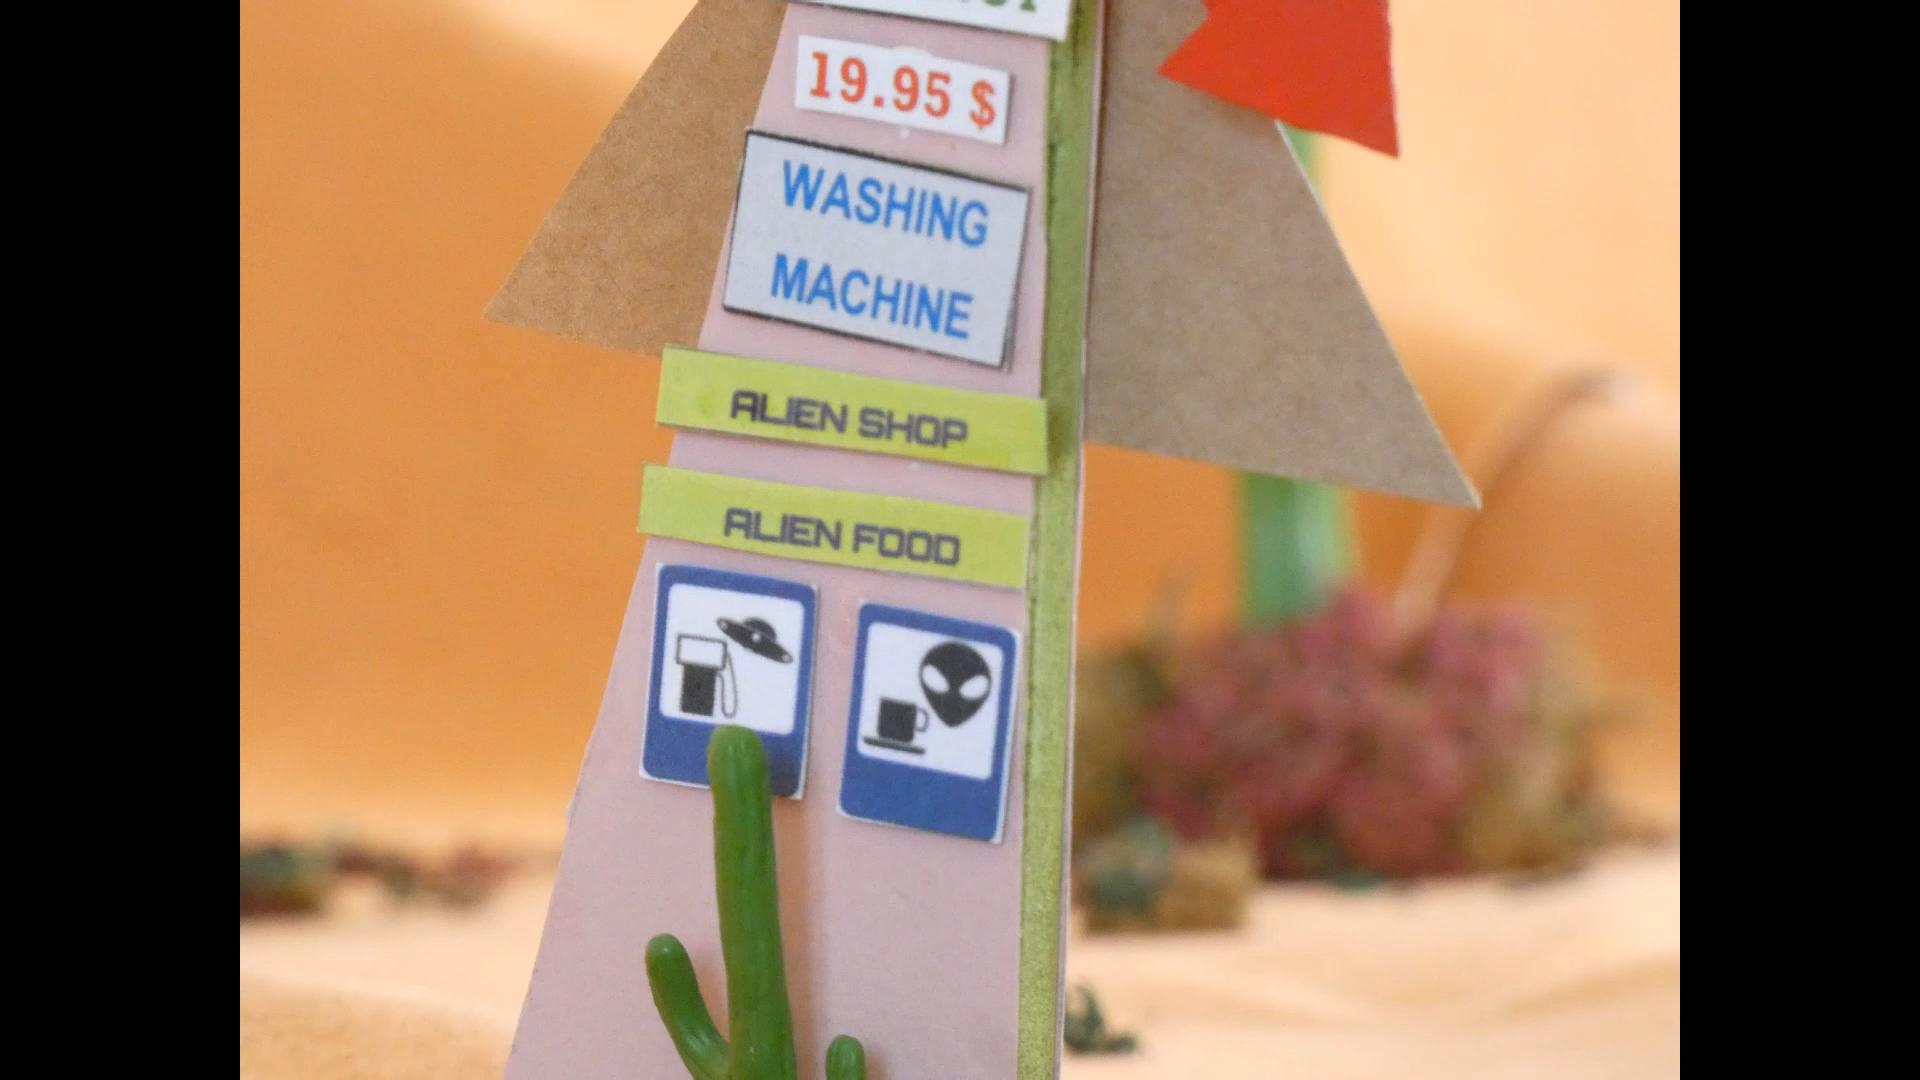 19.95 $
WASHING
MACHINE
ALIEN SHOP
ALIEN FOOD